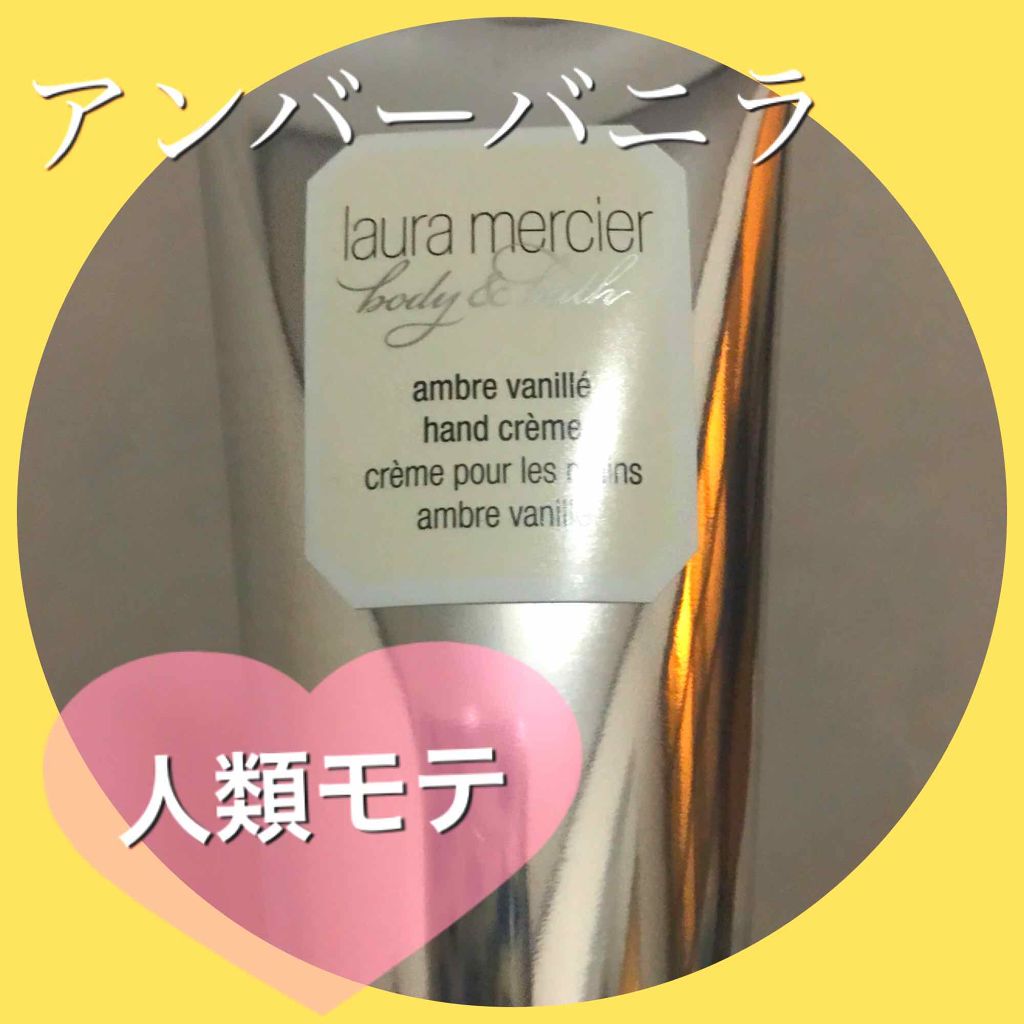 アンバーバニラ
laura mercier
body &
ambre vanillé
hand crème
crème pour les
ambre
人類モテ